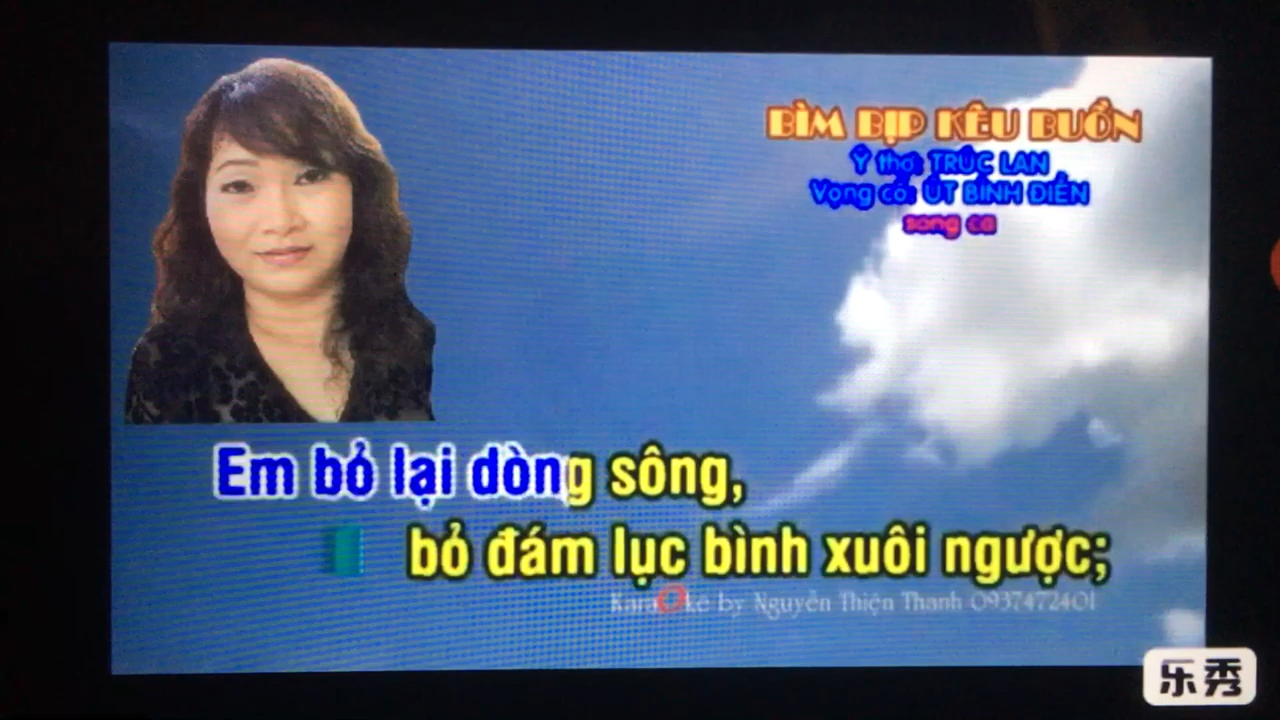 BÌM BỊP KÊU BUỒN
Ý thơ: TRÚC LAN
Vọng cổ: ÚT BÌNH ĐIỀN
song ca
Em bỏ lại dòng sông,
bỏ đám lục bình xuôi ngược;
KaraOke by Nguyễn Thiện Thanh 0937472401
乐秀